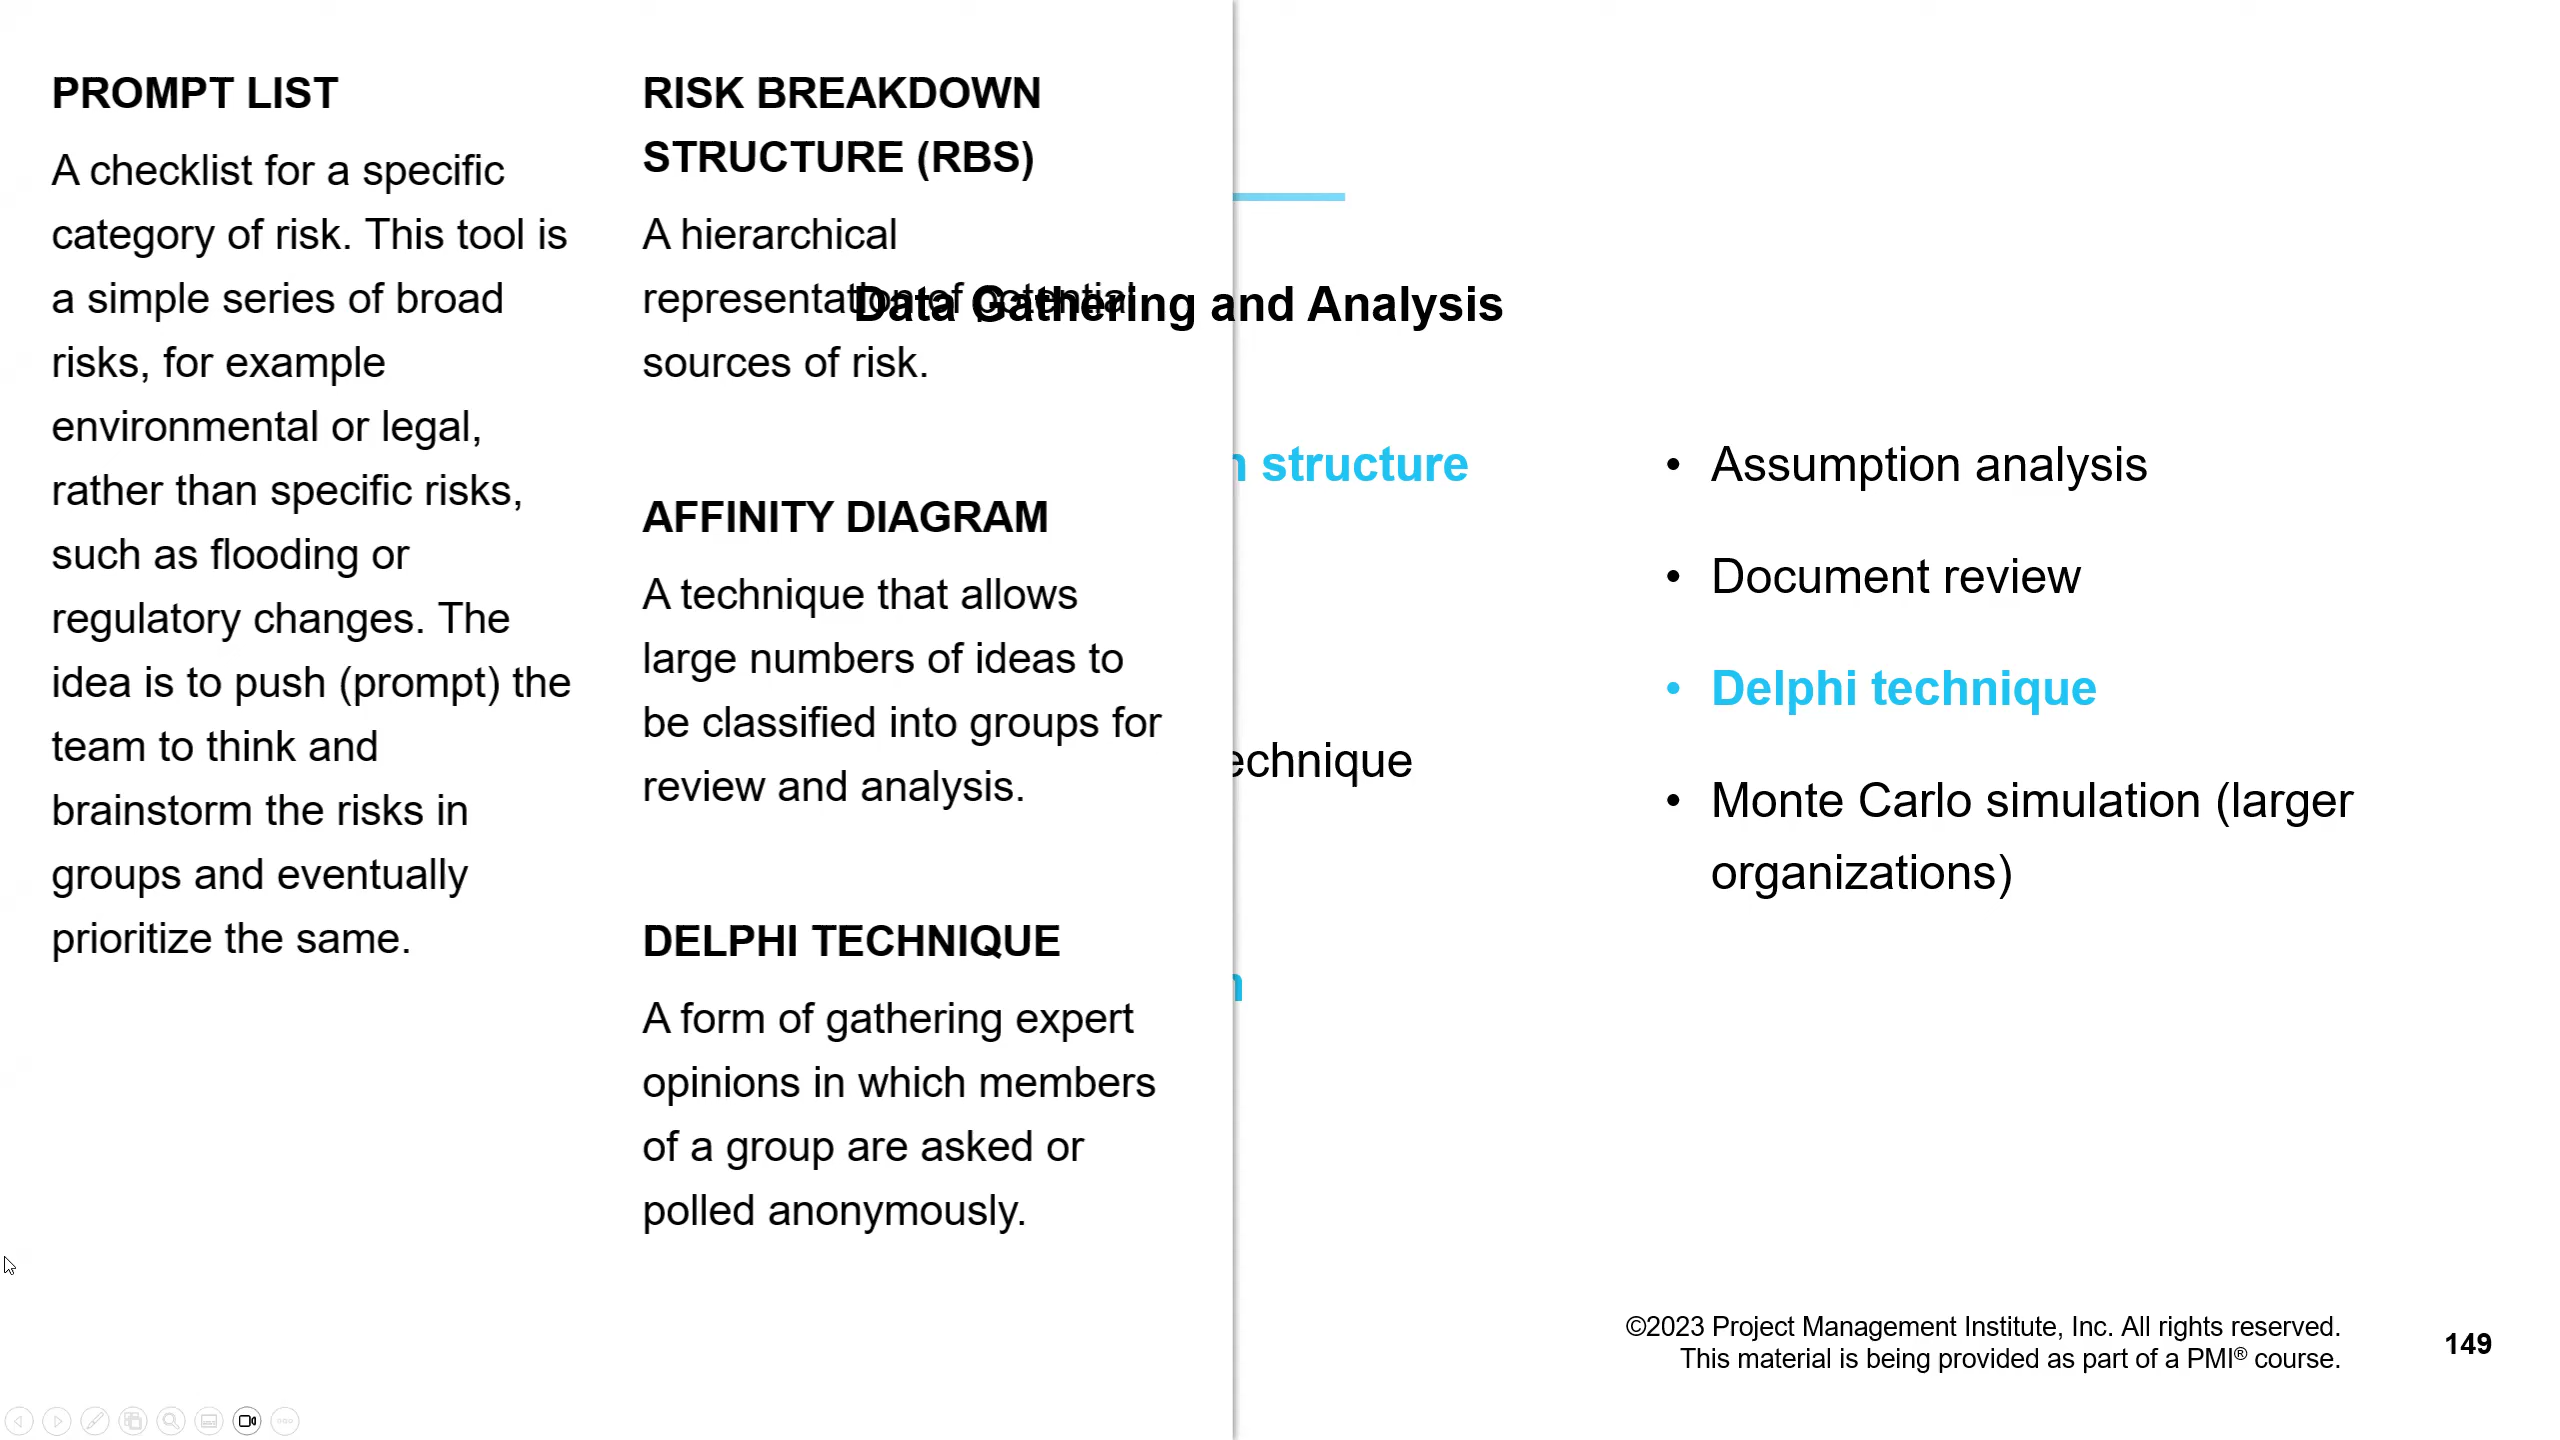 PROMPT LIST
A checklist for a specific
category of risk. This tool is
a simple series of broad
risks, for example
environmental or legal,
rather than specific risks,
such as flooding or
regulatory changes. The
idea is to push (prompt) the
team to think and
brainstorm the risks in
groups and eventually
prioritize the same.
RISK BREAKDOWN
STRUCTURE (RBS)
A hierarchical
representation of potential
sources of risk.
AFFINITY DIAGRAM
A technique that allows
large numbers of ideas to
be classified into groups for
review and analysis.
DELPHI TECHNIQUE
A form of gathering expert
opinions in which members
of a group are asked or
polled anonymously.
Data Gathering and Analysis
structure
echnique
• Assumption analysis
• Document review
• Delphi technique
• Monte Carlo simulation (larger
organizations)
©2023 Project Management Institute, Inc. All rights reserved.
This material is being provided as part of a PMI® course.
149